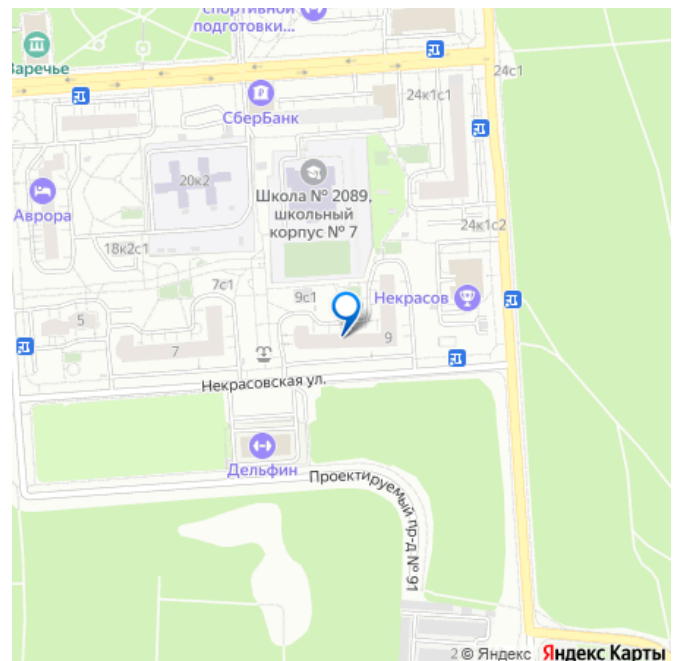 спортивной
подготовки...
Заречье
24с1
24к1с1
СберБанк
20к2
Школа № 2089,
школьный
корпус № 7
Аврора
24к1с2
18к2с1
7с1
9с1
Некрасов
5
7
9
Некрасовская ул.
Дельфин
Проектируемый пр-д № 91
2
© Яндекс Яндекс Карты